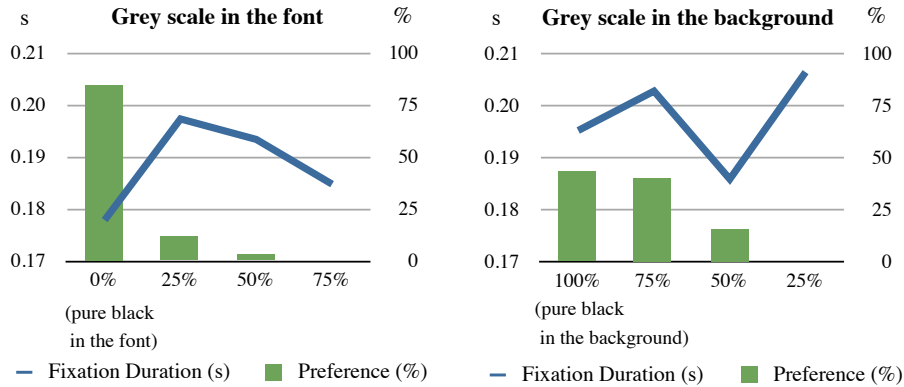 s Grey scale in the font %
0.21 100
0.20 75
0.19 50
0.18 25
0.17 0
0% 25% 50% 75%
(pure black
in the font)
Fixation Duration (s) Preference (%)
s Grey scale in the background %
0.21 100
0.20 75
0.19 50
0.18 25
0.17 0
100% 75% 50% 25%
(pure black
in the background)
Fixation Duration (s) Preference (%)